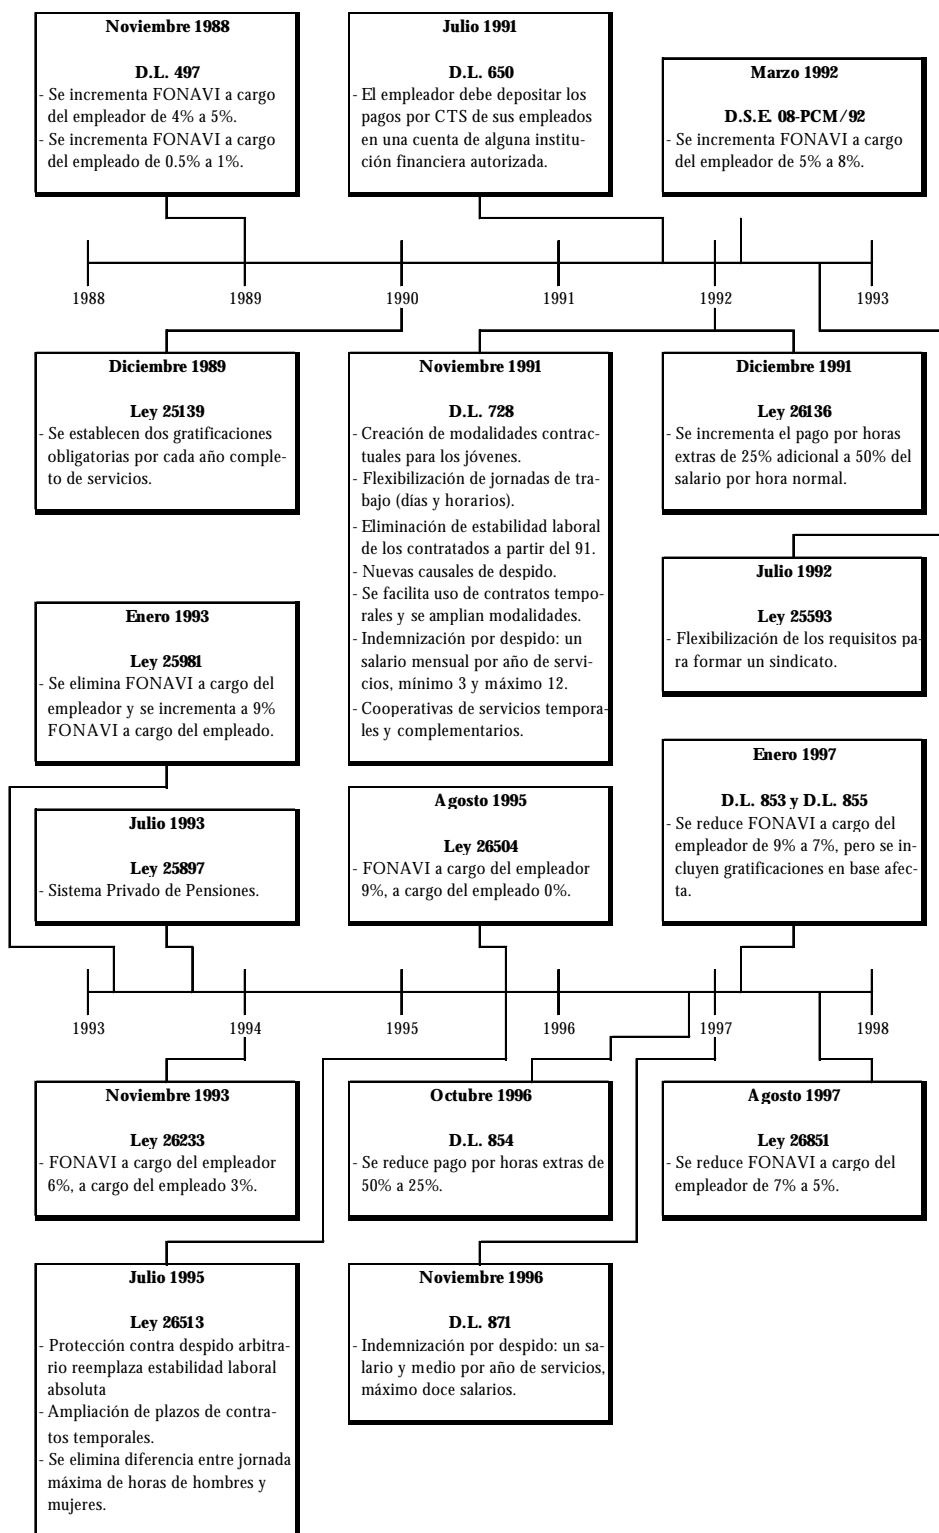 Noviembre 1988
D.L. 497
- Se incrementa FONAVI a cargo
del empleador de 4% a 5%.
- Se incrementa FONAVI a cargo
del empleado de 0.5% a 1%.
Julio 1991
D.L. 650
- El empleador debe depositar los
pagos por CTS de sus empleados
en una cuenta de alguna institu-
ción financiera autorizada.
Marzo 1992
D.S.E. 08-PCM/92
- Se incrementa FONAVI a cargo
del empleador de 5% a 8%.
1988
1989
1990
1991
1992
1993
Diciembre 1989
Ley 25139
- Se establecen dos gratificaciones
obligatorias por cada año comple-
to de servicios.
Noviembre 1991
D.L. 728
- Creación de modalidades contrac-
tuales para los jóvenes.
- Flexibilización de jornadas de tra-
bajo (días y horarios).
- Eliminación de estabilidad laboral
de los contratados a partir del 91.
- Nuevas causales de despido.
- Se facilita uso de contratos tempo-
rales y se amplian modalidades.
- Indemnización por despido: un
salario mensual por año de servi-
cios, mínimo 3 y máximo 12.
- Cooperativas de servicios tempora-
les y complementarios.
Diciembre 1991
Ley 26136
- Se incrementa el pago por horas
extras de 25% adicional a 50% del
salario por hora normal.
Julio 1992
Ley 25593
- Flexibilización de los requisitos pa-
ra formar un sindicato.
Enero 1993
Ley 25981
- Se elimina FONAVI a cargo del
empleador y se incrementa a 9%
FONAVI a cargo del empleado.
Julio 1993
Ley 25897
- Sistema Privado de Pensiones.
Agosto 1995
Ley 26504
- FONAVI a cargo del empleador
9%, a cargo del empleado 0%.
Enero 1997
D.L. 853 y D.L. 855
- Se reduce FONAVI a cargo del
empleador de 9% a 7%, pero se in-
cluyen gratificaciones en base afec-
ta.
1993
1994
1995
1996
1997
1998
Noviembre 1993
Ley 26233
- FONAVI a cargo del empleador
6%, a cargo del empleado 3%.
Octubre 1996
D.L. 854
- Se reduce pago por horas extras de
50% a 25%.
Agosto 1997
Ley 26851
- Se reduce FONAVI a cargo del
empleador de 7% a 5%.
Julio 1995
Ley 26513
- Protección contra despido arbitra-
rio reemplaza estabilidad laboral
absoluta
- Ampliación de plazos de contra-
tos temporales.
- Se elimina diferencia entre jornada
máxima de horas de hombres y
mujeres.
Noviembre 1996
D.L. 871
- Indemnización por despido: un sa-
lario y medio por año de servicios,
máximo doce salarios.